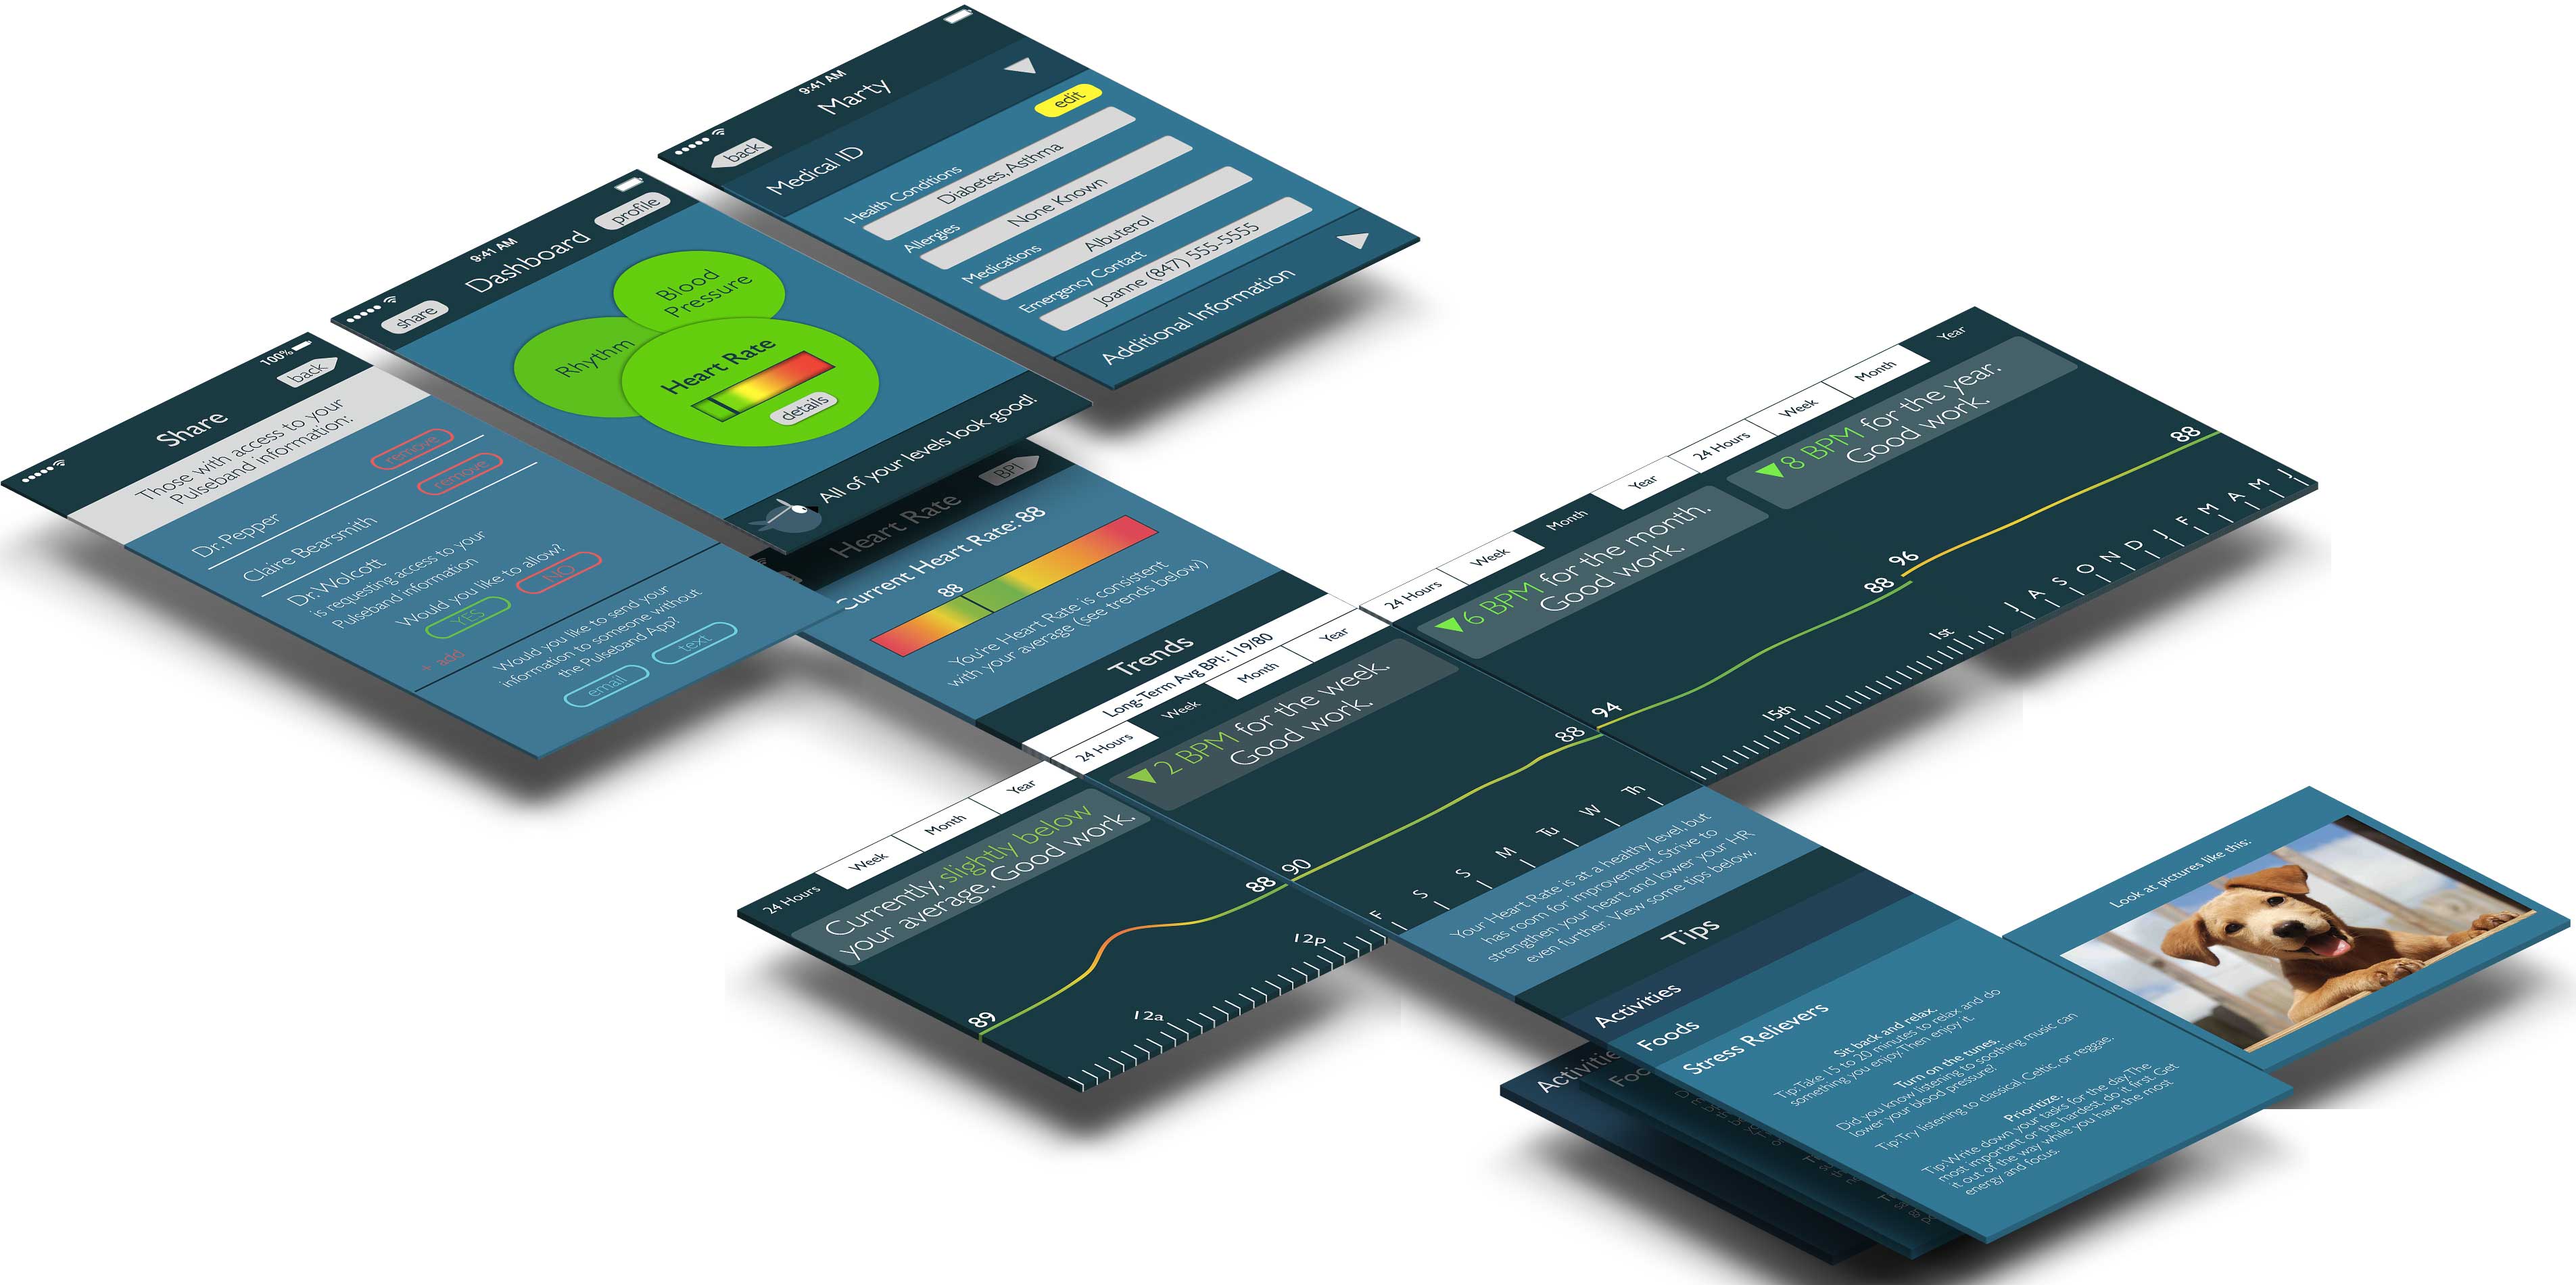 100%
Share
back
Those with access to your
Pulseband information:
Dr. Pepper
remove
Claire Bearsmith
remove
Dr. Wolcott
is requesting access to your
Pulseband information
Would you like to allow?
YES
NO
+ add
Would you like to send your
information to someone without
the Pulseband App?
email
text
9:41 AM
share
Dashboard
profile
Blood
Pressure
Rhythm
Heart Rate
details
All of your levels look good!
9:41 AM
back
Marty
Medical ID
edit
Health Conditions
Diabetes, Asthma
Allergies
None Known
Medications
Albuterol
Emergency Contact
Joanne (847) 555-5555
Additional Information
Heart Rate
BPI
Current Heart Rate: 88
88
You're Heart Rate is consistent
with your average (see trends below)
Trends
Long-Term Avg BPI: 119/80
24 Hours
Week
Month
Year
Currently, slightly below
your average. Good work.
89
88
12a
12p
24 Hours
Week
Month
Year
2 BPM for the week.
Good work.
90
88
F
S
S
M
Tu
W
Th
24 Hours
Week
Month
Year
6 BPM for the month.
Good work.
94
88
15th
1st
24 Hours
Week
Month
Year
8 BPM for the year.
Good work.
96
88
J A S O N D J F M A M J
Your Heart Rate is at a healthy level, but
has room for improvement. Strive to
strengthen your heart and lower your HR
even further. View some tips below.
Tips
Activities
Foods
Stress Relievers
Sit back and relax.
Tip: Take 15 to 20 minutes to relax and do
something you enjoy. Then enjoy it.
Turn on the tunes.
Did you know listening to soothing music can
lower your blood pressure?
Tip: Try listening to classical, Celtic, or reggae.
Prioritize.
Tip: Write down your tasks for the day. The
most important or the hardest, do it first. Get
it out of the way while you have the most
energy and focus.
Look at pictures like this:
Activitie
Foc